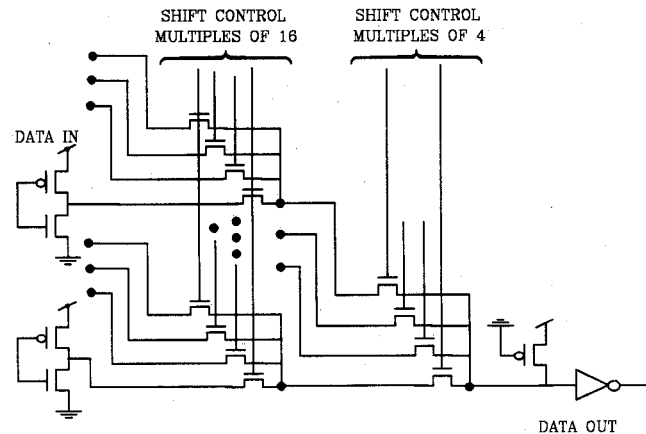 SHIFT CONTROL
MULTIPLES OF 16
SHIFT CONTROL
MULTIPLES OF 4
DATA IN
DATA OUT